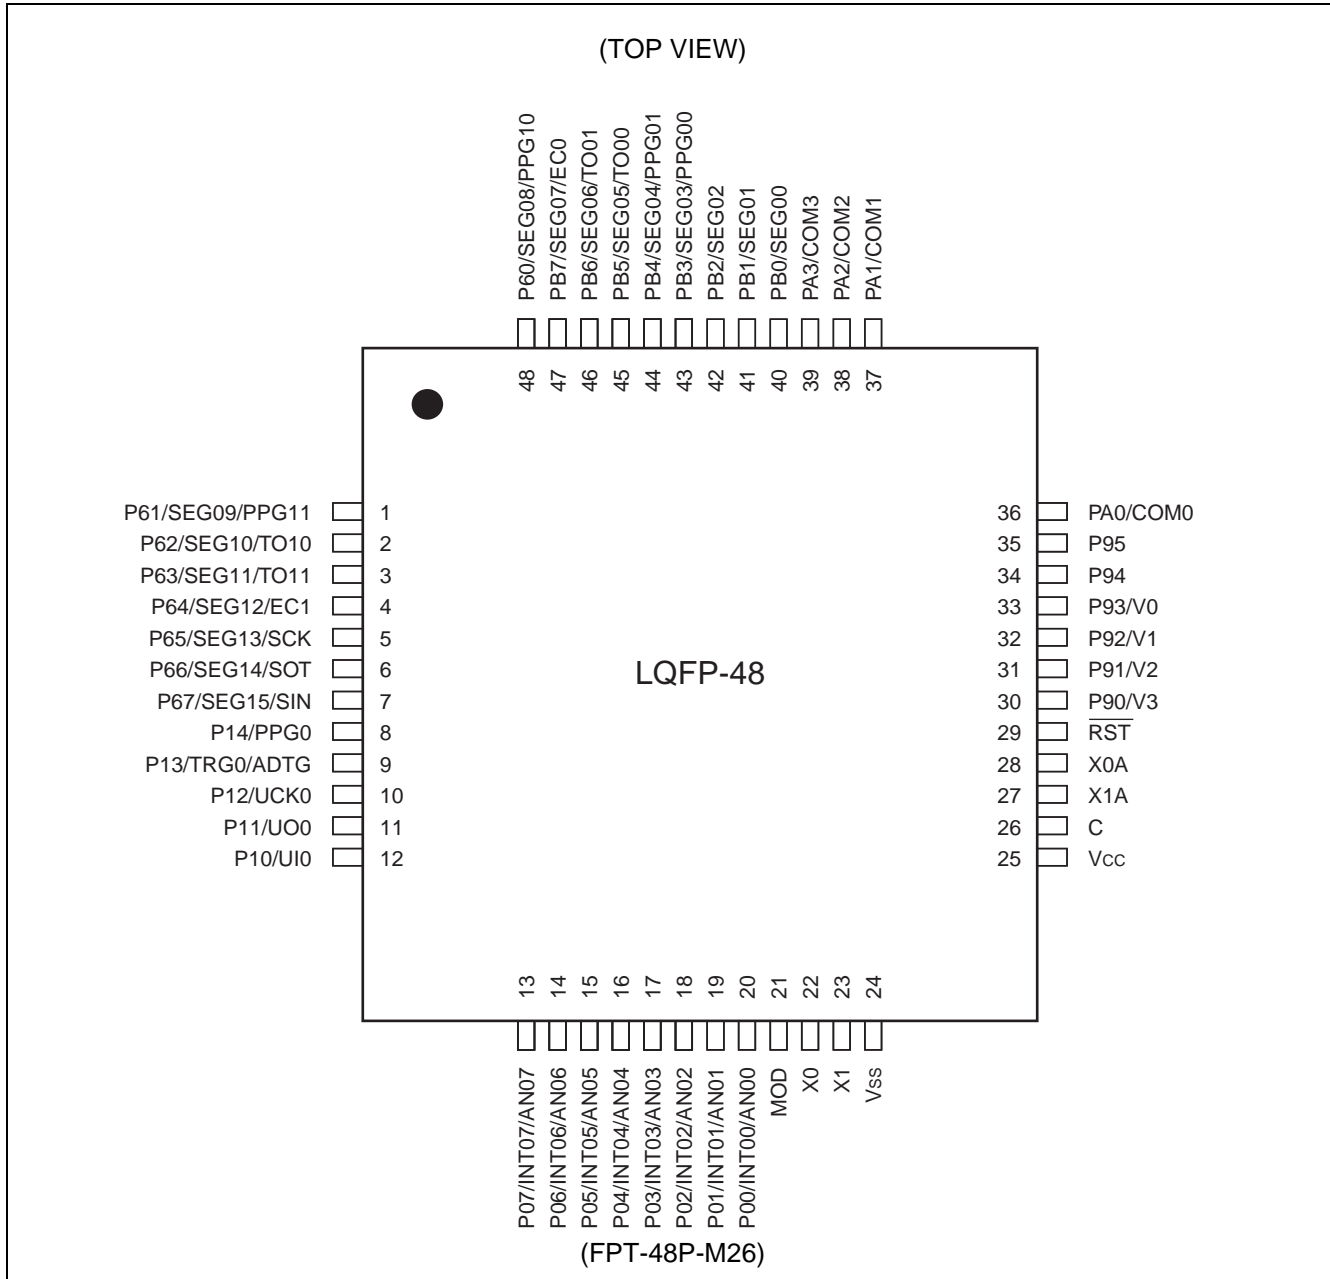 (TOP VIEW)
P60/SEG08/PPG10
PB7/SEG07/EC0
PB6/SEG06/TO01
PB5/SEG05/TO00
PB4/SEG04/PPG01
PB3/SEG03/PPG00
PB2/SEG02
PB1/SEG01
PB0/SEG00
PA3/COM3
PA2/COM2
PA1/COM1
48
47
46
45
44
43
42
41
40
39
38
37
P61/SEG09/PPG11 1
P62/SEG10/TO10 2
P63/SEG11/TO11 3
P64/SEG12/EC1 4
P65/SEG13/SCK 5
P66/SEG14/SOT 6
P67/SEG15/SIN 7
P14/PPG0 8
P13/TRG0/ADTG 9
P12/UCK0 10
P11/UO0 11
P10/UI0 12
LQFP-48
36 PA0/COM0
35 P95
34 P94
33 P93/V0
32 P92/V1
31 P91/V2
30 P90/V3
29 RST
28 X0A
27 X1A
26 C
25 Vcc
13
14
15
16
17
18
19
20
21
22
23
24
P07/INT07/AN07
P06/INT06/AN06
P05/INT05/AN05
P04/INT04/AN04
P03/INT03/AN03
P02/INT02/AN02
P01/INT01/AN01
P00/INT00/AN00
MOD
X0
X1
Vss
(FPT-48P-M26)